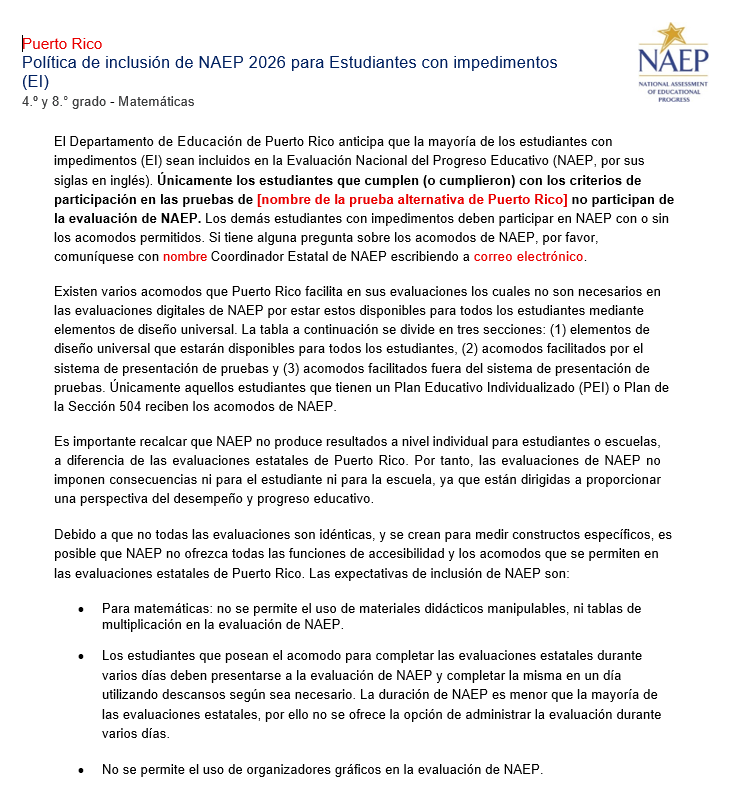 Puerto Rico
Política de inclusión de NAEP 2026 para Estudiantes con impedimentos
(EI)
4.º y 8.° grado - Matemáticas
NAEP
NATIONAL ASSESSMENT
OF EDUCATIONAL
PROGRESS
El Departamento de Educación de Puerto Rico anticipa que la mayoría de los estudiantes con
impedimentos (EI) sean incluidos en la Evaluación Nacional del Progreso Educativo (NAEP, por sus
siglas en inglés). Únicamente los estudiantes que cumplen (o cumplieron) con los criterios de
participación en las pruebas de [nombre de la prueba alternativa de Puerto Rico] no participan de
la evaluación de NAEP. Los demás estudiantes con impedimentos deben participar en NAEP con o sin
los acomodos permitidos. Si tiene alguna pregunta sobre los acomodos de NAEP, por favor,
comuníquese con nombre Coordinador Estatal de NAEP escribiendo a correo electrónico.
Existen varios acomodos que Puerto Rico facilita en sus evaluaciones los cuales no son necesarios en
las evaluaciones digitales de NAEP por estar estos disponibles para todos los estudiantes mediante
elementos de diseño universal. La tabla a continuación se divide en tres secciones: (1) elementos de
diseño universal que estarán disponibles para todos los estudiantes, (2) acomodos facilitados por el
sistema de presentación de pruebas y (3) acomodos facilitados fuera del sistema de presentación de
pruebas. Únicamente aquellos estudiantes que tienen un Plan Educativo Individualizado (PEI) o Plan de
la Sección 504 reciben los acomodos de NAEP.
Es importante recalcar que NAEP no produce resultados a nivel individual para estudiantes o escuelas,
a diferencia de las evaluaciones estatales de Puerto Rico. Por tanto, las evaluaciones de NAEP no
imponen consecuencias ni para el estudiante ni para la escuela, ya que están dirigidas a proporcionar
una perspectiva del desempeño y progreso educativo.
Debido a que no todas las evaluaciones son idénticas, y se crean para medir constructos específicos, es
posible que NAEP no ofrezca todas las funciones de accesibilidad y los acomodos que se permiten en
las evaluaciones estatales de Puerto Rico. Las expectativas de inclusión de NAEP son:
• Para matemáticas: no se permite el uso de materiales didácticos manipulables, ni tablas de
multiplicación en la evaluación de NAEP.
• Los estudiantes que posean el acomodo para completar las evaluaciones estatales durante
varios días deben presentarse a la evaluación de NAEP y completar la misma en un día
utilizando descansos según sea necesario. La duración de NAEP es menor que la mayoría de
las evaluaciones estatales, por ello no se ofrece la opción de administrar la evaluación durante
varios días.
• No se permite el uso de organizadores gráficos en la evaluación de NAEP.